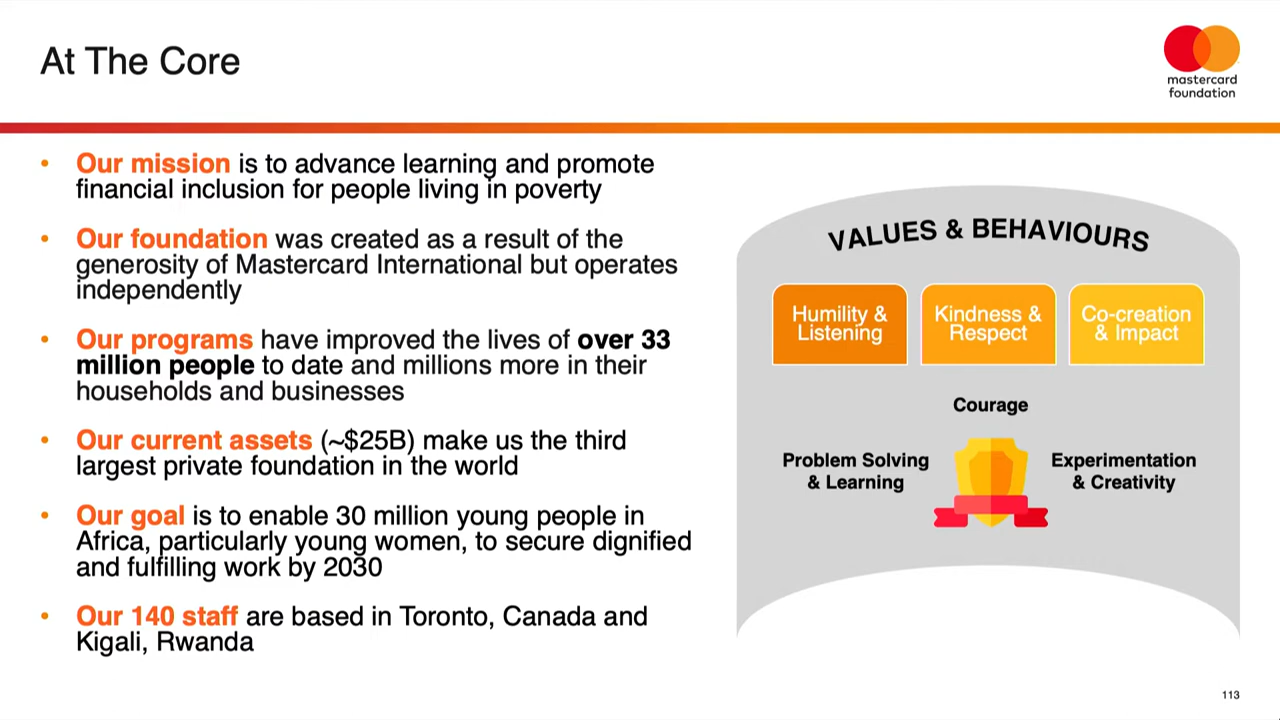 At The Core
mastercard
foundation
• Our mission is to advance learning and promote
financial inclusion for people living in poverty
• Our foundation was created as a result of the
generosity of Mastercard International but operates
independently
• Our programs have improved the lives of over 33
million people to date and millions more in their
households and businesses
• Our current assets (~$25B) make us the third
largest private foundation in the world
• Our goal is to enable 30 million young people in
Africa, particularly young women, to secure dignified
and fulfilling work by 2030
• Our 140 staff are based in Toronto, Canada and
Kigali, Rwanda
VALUES & BEHAVIOURS
Humility &
Listening
Kindness &
Respect
Co-creation
& Impact
Courage
Problem Solving
& Learning
Experimentation
& Creativity
113